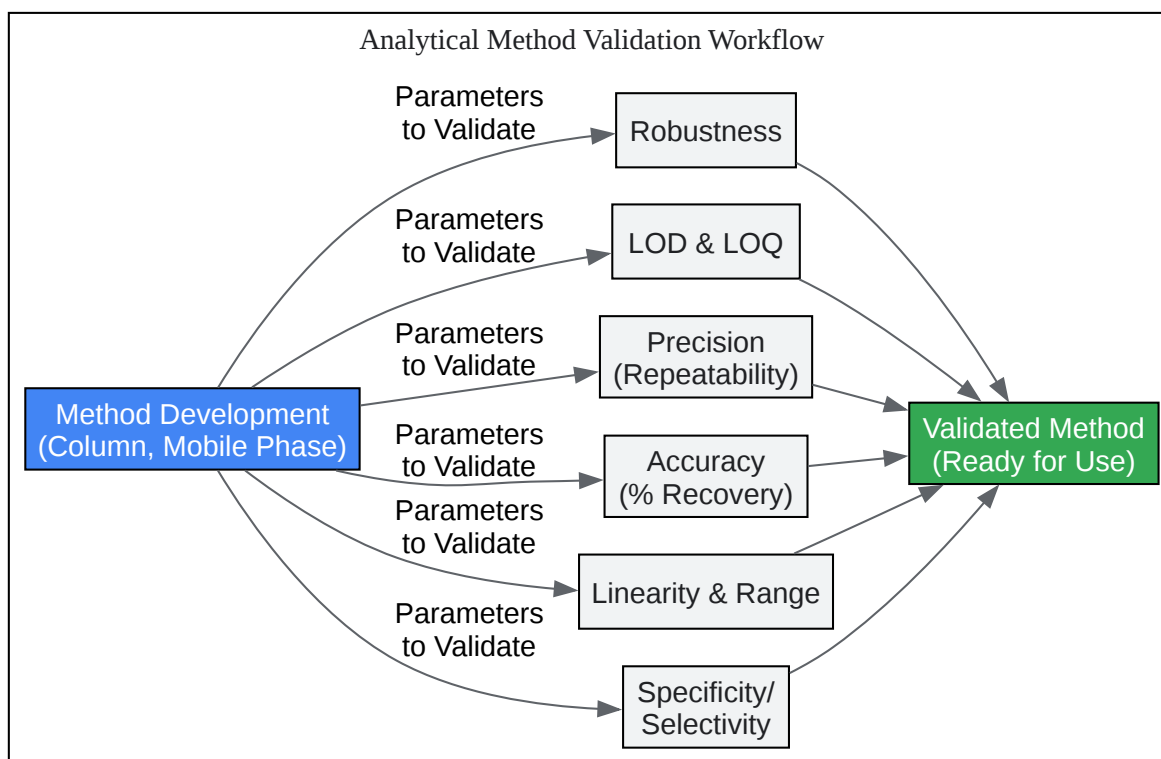 Analytical Method Validation Workflow
Parameters
to Validate
Robustness
Parameters
to Validate
LOD & LOQ
Parameters
to Validate
Precision
(Repeatability)
Method Development
(Column, Mobile Phase)
Validated Method
(Ready for Use)
Parameters
to Validate
Accuracy
(% Recovery)
Parameters
to Validate
Linearity & Range
Parameters
to Validate
Specificity/
Selectivity